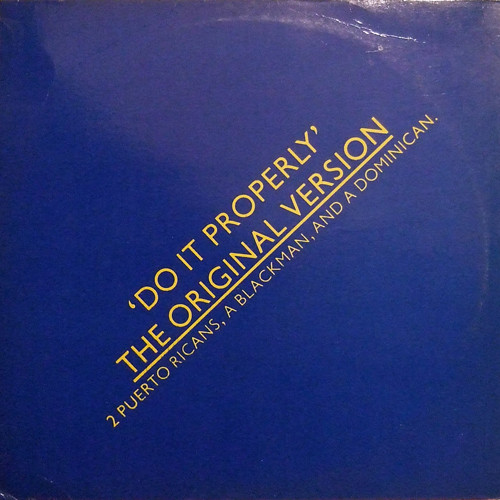 'DO IT PROPERLY'
THE ORIGINAL VERSION
2 PUERTO RICANS, A BLACKMAN, AND A DOMINICAN.